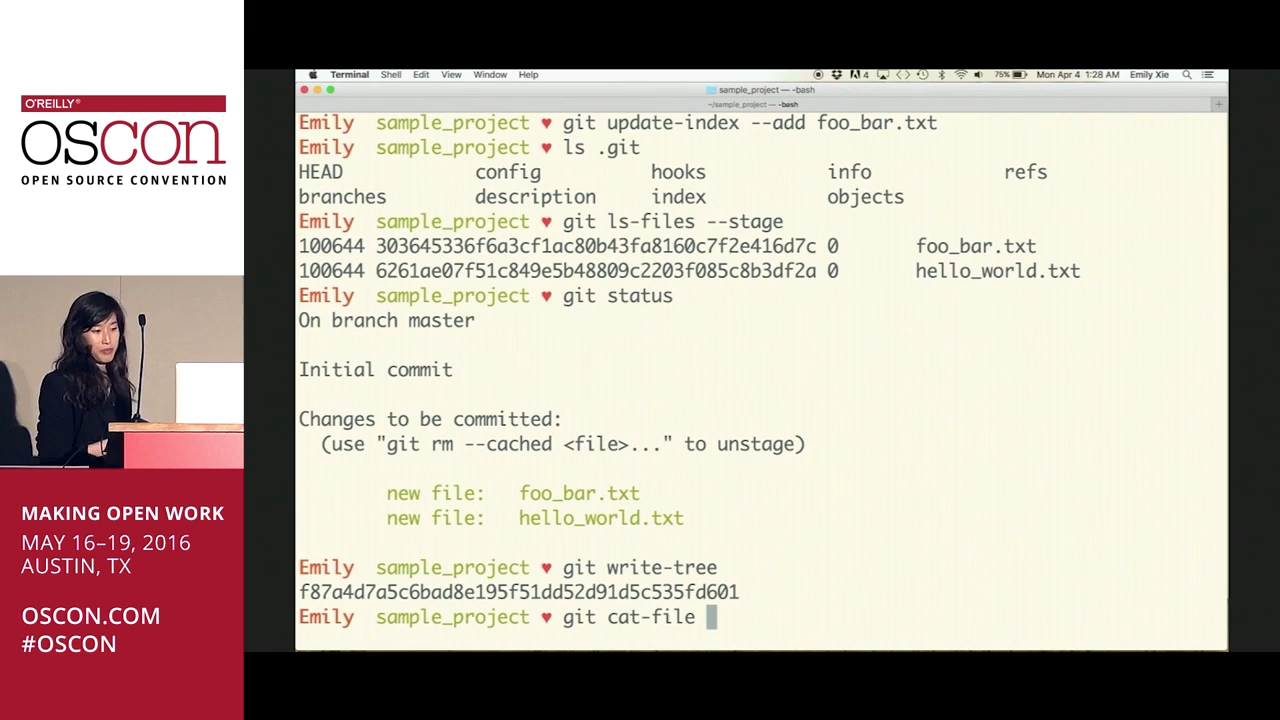 O'REILLY®
OSCON
OPEN SOURCE CONVENTION
MAKING OPEN WORK
MAY 16–19, 2016
AUSTIN, TX
OSCON.COM
#OSCON
Terminal Shell Edit View Window Help 4 75% Mon Apr 4 1:28 AM Emily Xie
sample_project — -bash
~/sample_project — -bash
Emily sample_project ♥ git update-index --add foo_bar.txt
Emily sample_project ♥ ls .git
HEAD config hooks info refs
branches description index objects
Emily sample_project ♥ git ls-files --stage
100644 303645336f6a3cf1ac80b43fa8160c7f2e416d7c 0 foo_bar.txt
100644 6261ae07f51c849e5b48809c2203f085c8b3df2a 0 hello_world.txt
Emily sample_project ♥ git status
On branch master
Initial commit
Changes to be committed:
(use "git rm --cached <file>..." to unstage)
new file: foo_bar.txt
new file: hello_world.txt
Emily sample_project ♥ git write-tree
f87a4d7a5c6bad8e195f51dd52d91d5c535fd601
Emily sample_project ♥ git cat-file